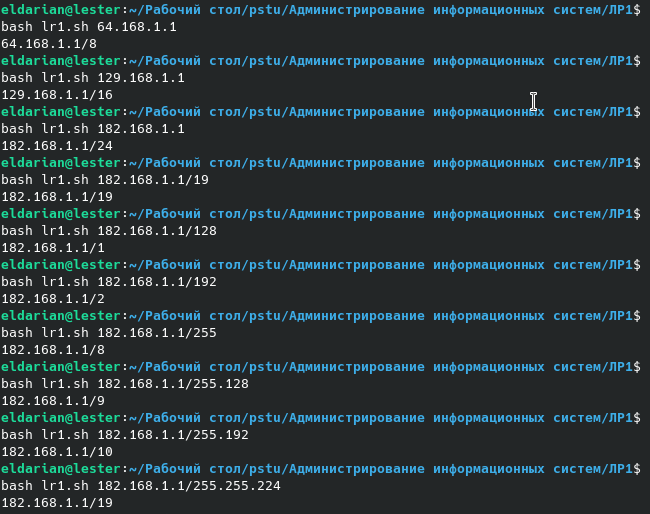 eldarian@lester:~/Рабочий стол/pstu/Администрирование информационных систем/ЛР1$
bash lr1.sh 64.168.1.1
64.168.1.1/8
eldarian@lester:~/Рабочий стол/pstu/Администрирование информационных систем/ЛР1$
bash lr1.sh 129.168.1.1
129.168.1.1/16
eldarian@lester:~/Рабочий стол/pstu/Администрирование информационных систем/ЛР1$
bash lr1.sh 182.168.1.1
182.168.1.1/24
eldarian@lester:~/Рабочий стол/pstu/Администрирование информационных систем/ЛР1$
bash lr1.sh 182.168.1.1/19
182.168.1.1/19
eldarian@lester:~/Рабочий стол/pstu/Администрирование информационных систем/ЛР1$
bash lr1.sh 182.168.1.1/128
182.168.1.1/1
eldarian@lester:~/Рабочий стол/pstu/Администрирование информационных систем/ЛР1$
bash lr1.sh 182.168.1.1/192
182.168.1.1/2
eldarian@lester:~/Рабочий стол/pstu/Администрирование информационных систем/ЛР1$
bash lr1.sh 182.168.1.1/255
182.168.1.1/8
eldarian@lester:~/Рабочий стол/pstu/Администрирование информационных систем/ЛР1$
bash lr1.sh 182.168.1.1/255.128
182.168.1.1/9
eldarian@lester:~/Рабочий стол/pstu/Администрирование информационных систем/ЛР1$
bash lr1.sh 182.168.1.1/255.192
182.168.1.1/10
eldarian@lester:~/Рабочий стол/pstu/Администрирование информационных систем/ЛР1$
bash lr1.sh 182.168.1.1/255.255.224
182.168.1.1/19